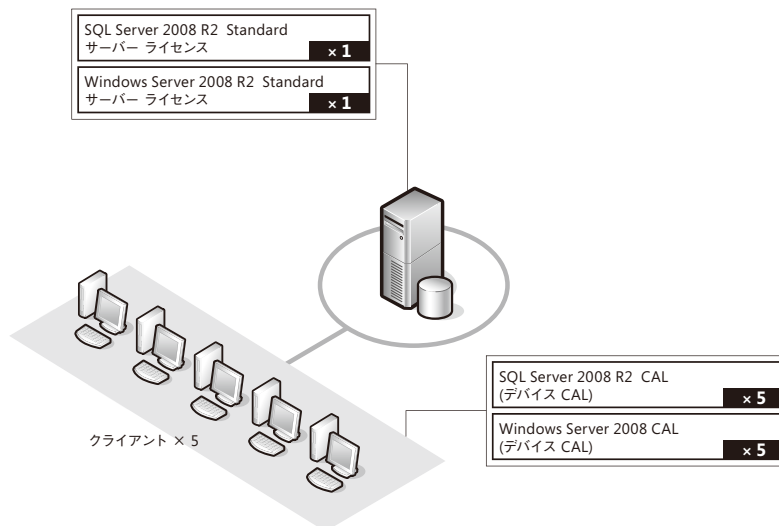 SQL Server 2008 R2 Standard
サーバー ライセンス
× 1
Windows Server 2008 R2 Standard
サーバー ライセンス
× 1
SQL Server 2008 R2 CAL
(デバイス CAL)
× 5
Windows Server 2008 CAL
(デバイス CAL)
× 5
クライアント × 5